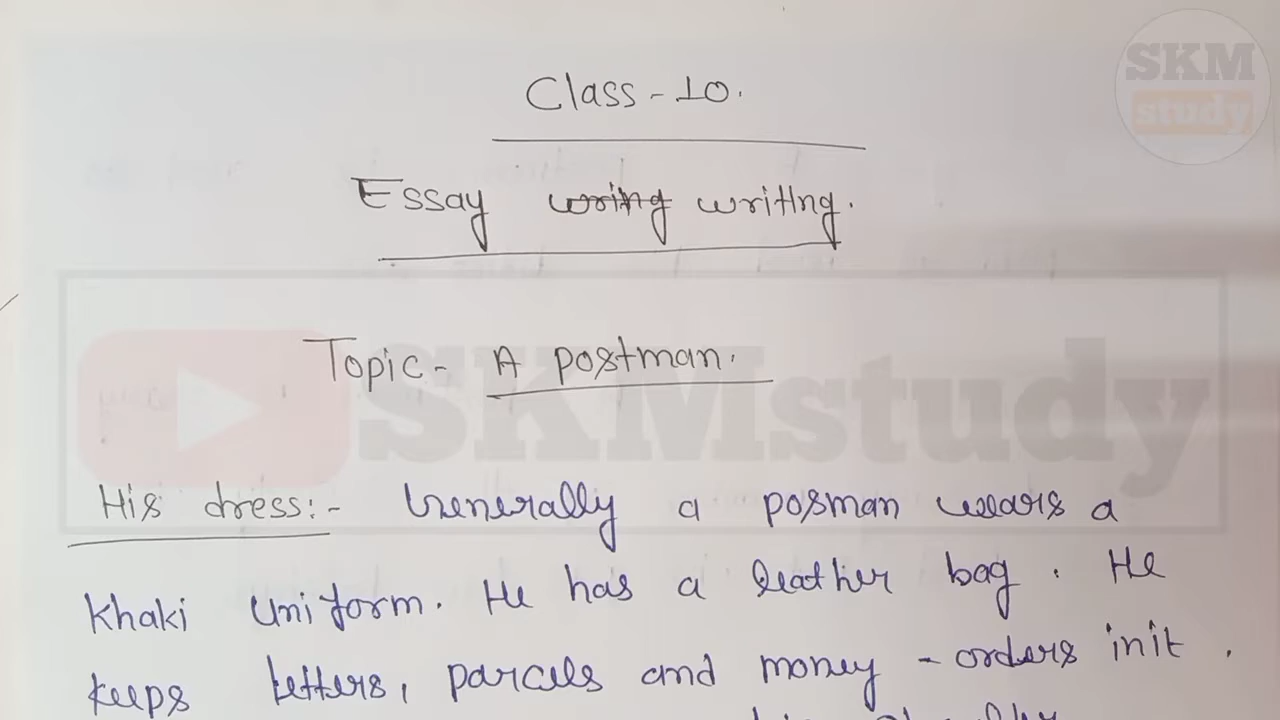 SKM
study
Class - 10.
Essay wring writing.
Topic - A postman.
SKMstudy
His dress:- Generally a posman wears a
khaki uniform. He has a leather bag. He
keeps letters, parcels and money - orders init.